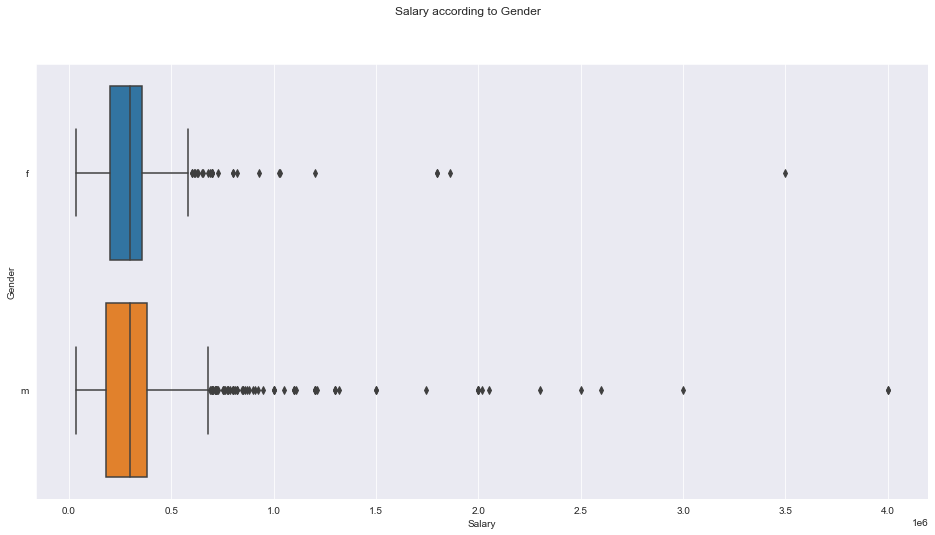 Salary according to Gender
Gender
f
m
0.0 0.5 1.0 1.5 2.0 2.5 3.0 3.5 4.0
1e6
Salary